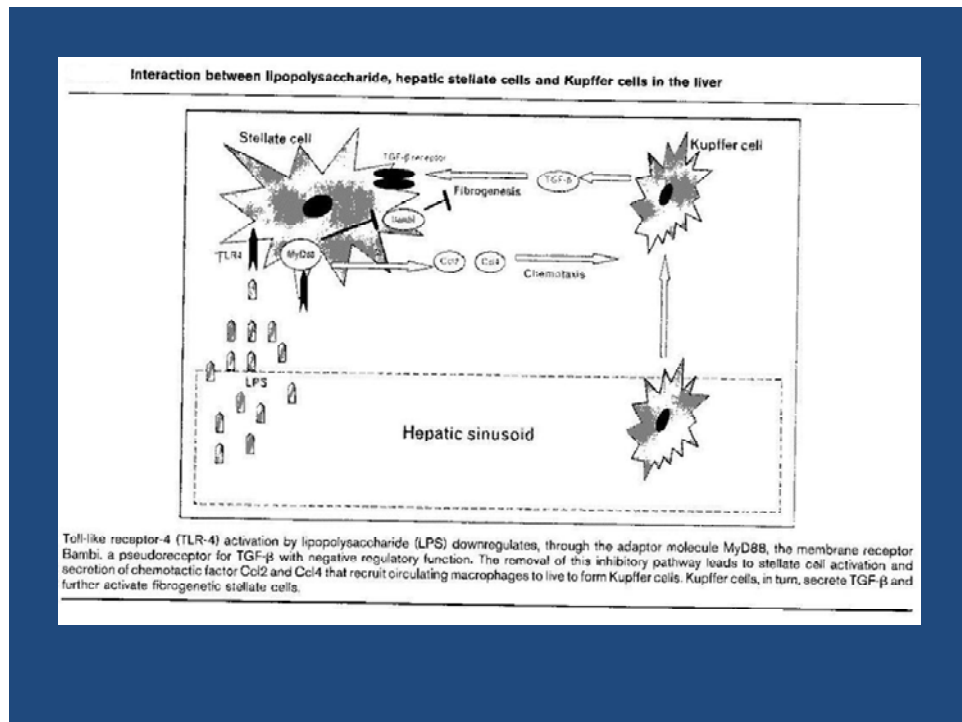 Interaction between lipopolysaccharide, hepatic stellate cells and Kupffer cells in the liver
Stellate cell
TGF-β receptor
Kupffer cell
TGF-β
Fibrogenesis
Bambi
TLR4
MyD88
Ccl2
Ccl4
Chemotaxis
LPS
Hepatic sinusoid
Toll-like receptor-4 (TLR-4) activation by lipopolysaccharide (LPS) downregulates, through the adaptor molecule MyD88, the membrane receptor
Bambi, a pseudoreceptor for TGF-β with negative regulatory function. The removal of this inhibitory pathway leads to stellate cell activation and
secretion of chemotactic factor Ccl2 and Ccl4 that recruit circulating macrophages to live to form Kupffer cells. Kupffer cells, in turn, secrete TGF-β and
further activate fibrogenetic stellate cells.